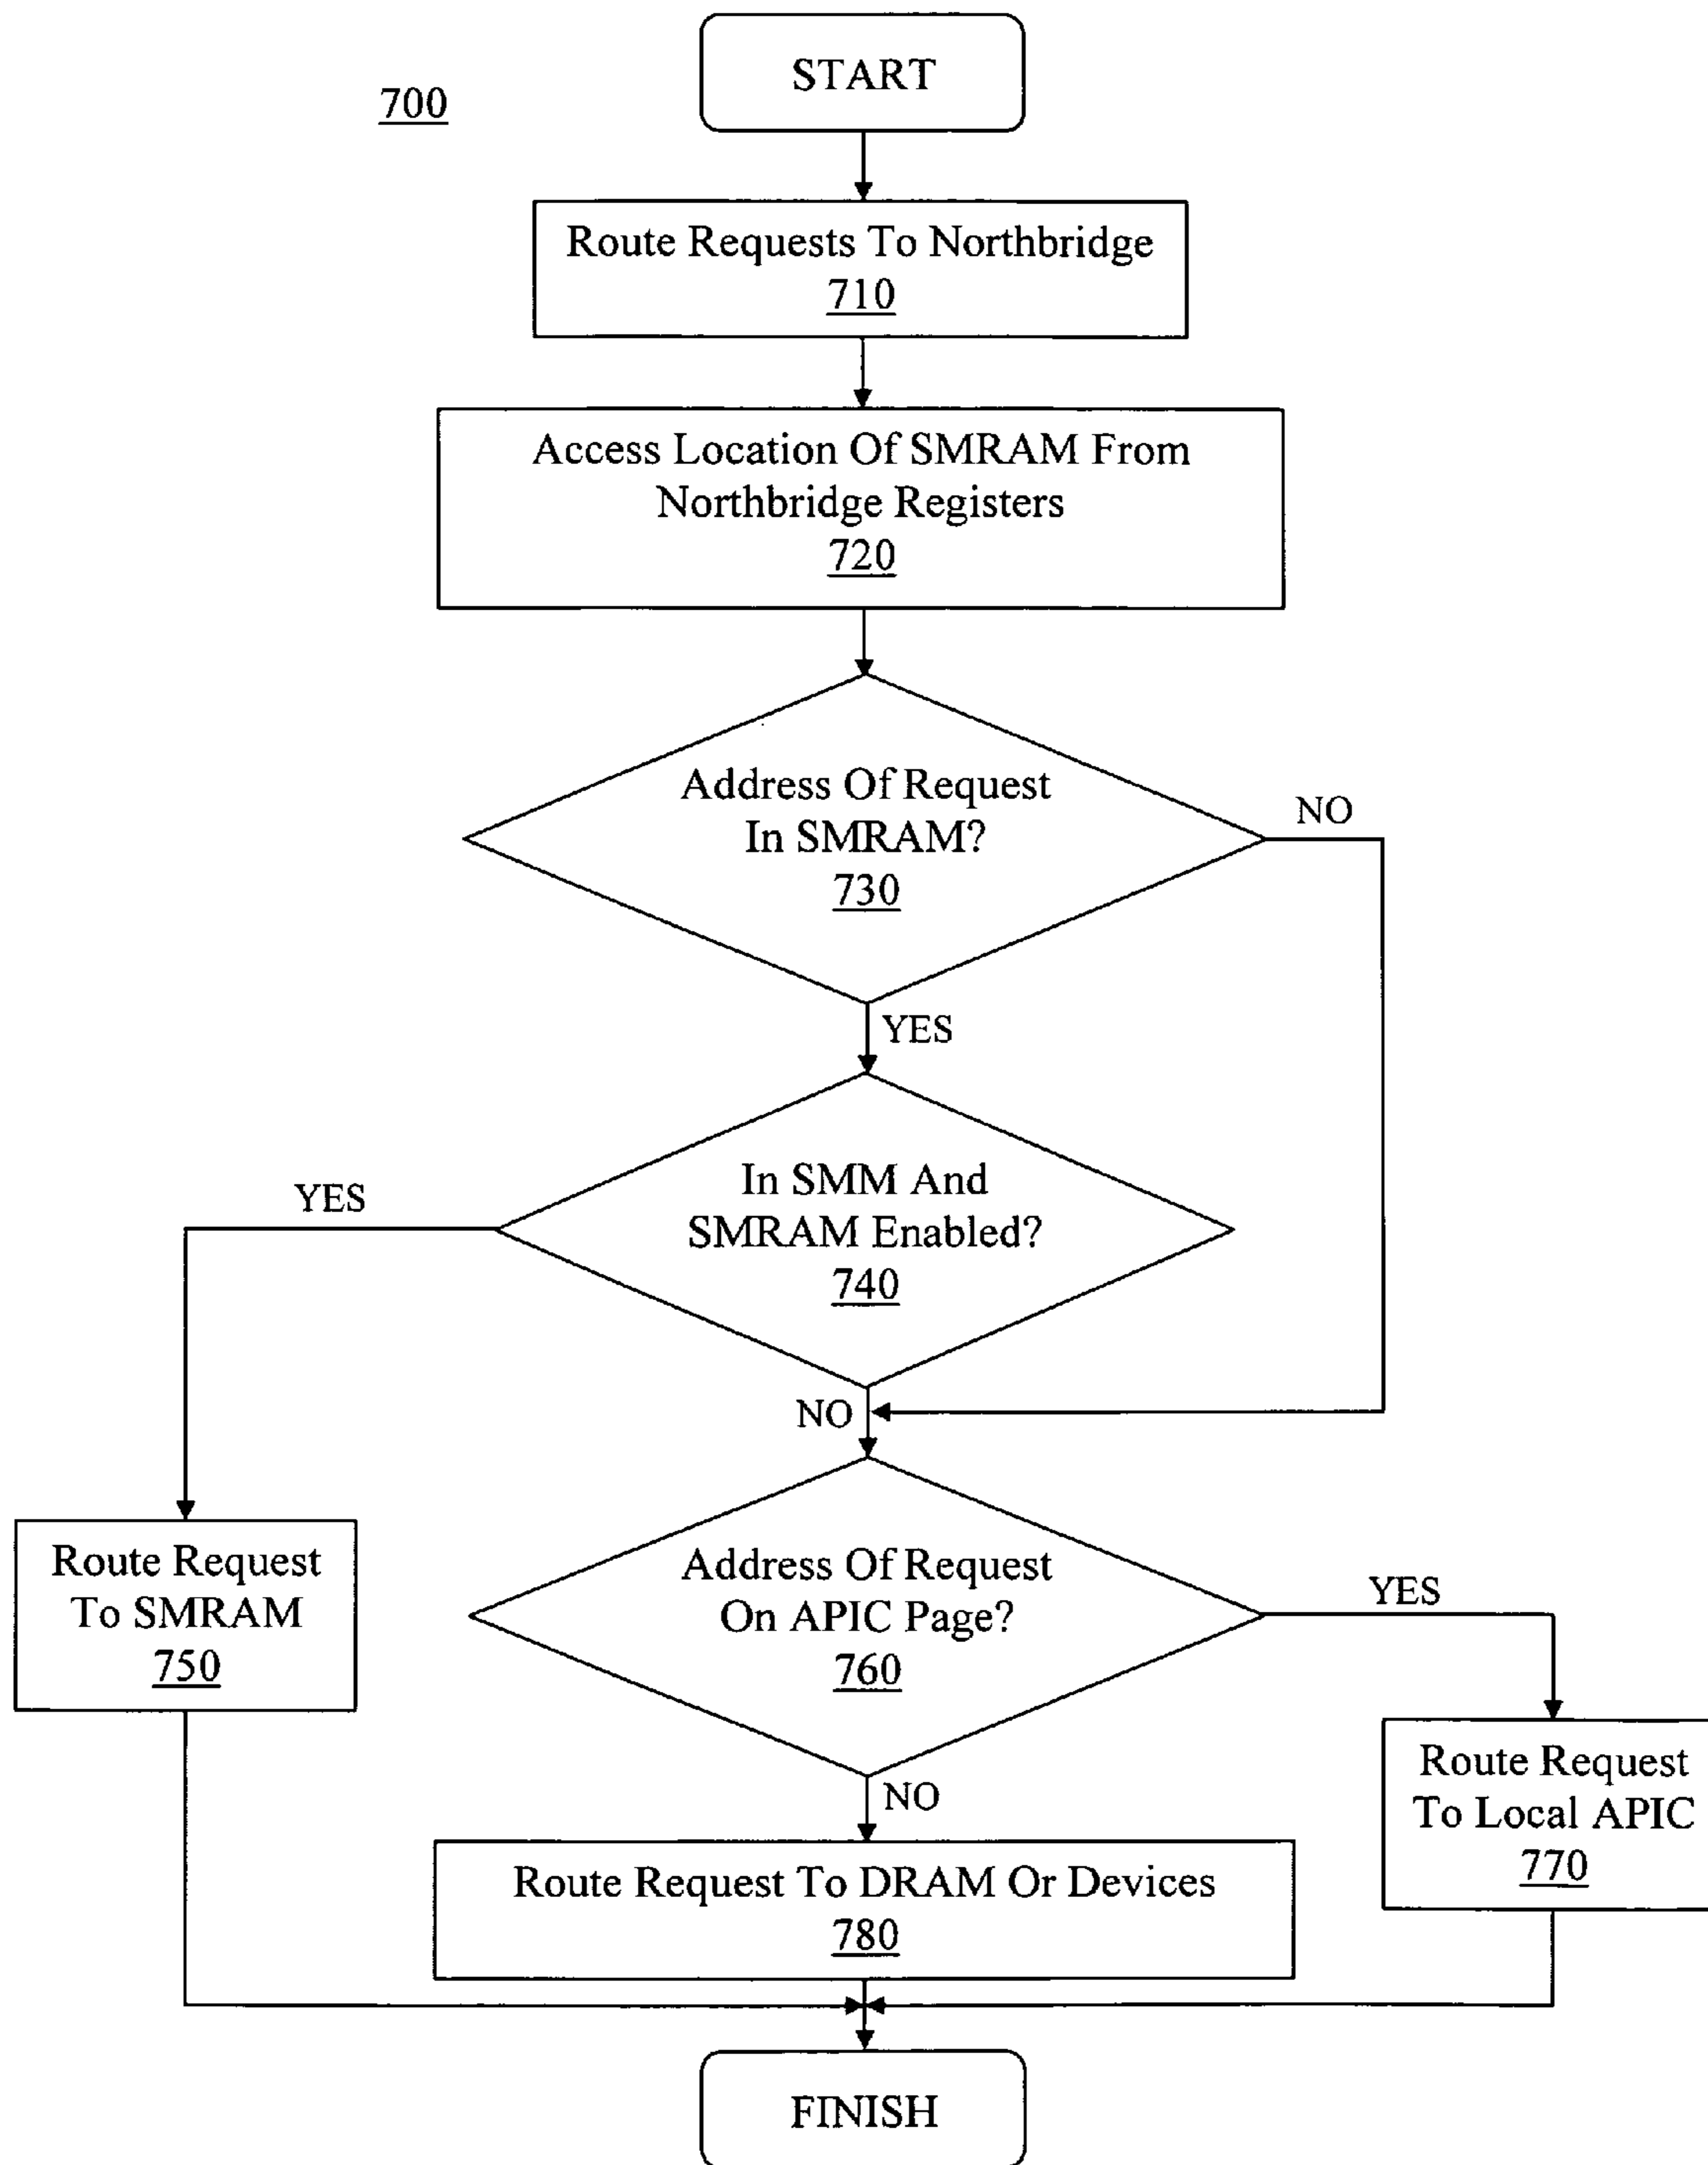 START
700
Route Requests To Northbridge
710
Access Location Of SMRAM From
Northbridge Registers
720
Address Of Request
In SMRAM?
730
NO
YES
In SMM And
SMRAM Enabled?
740
YES
NO
Route Request
To SMRAM
750
Address Of Request
On APIC Page?
760
YES
Route Request
To Local APIC
770
NO
Route Request To DRAM Or Devices
780
FINISH